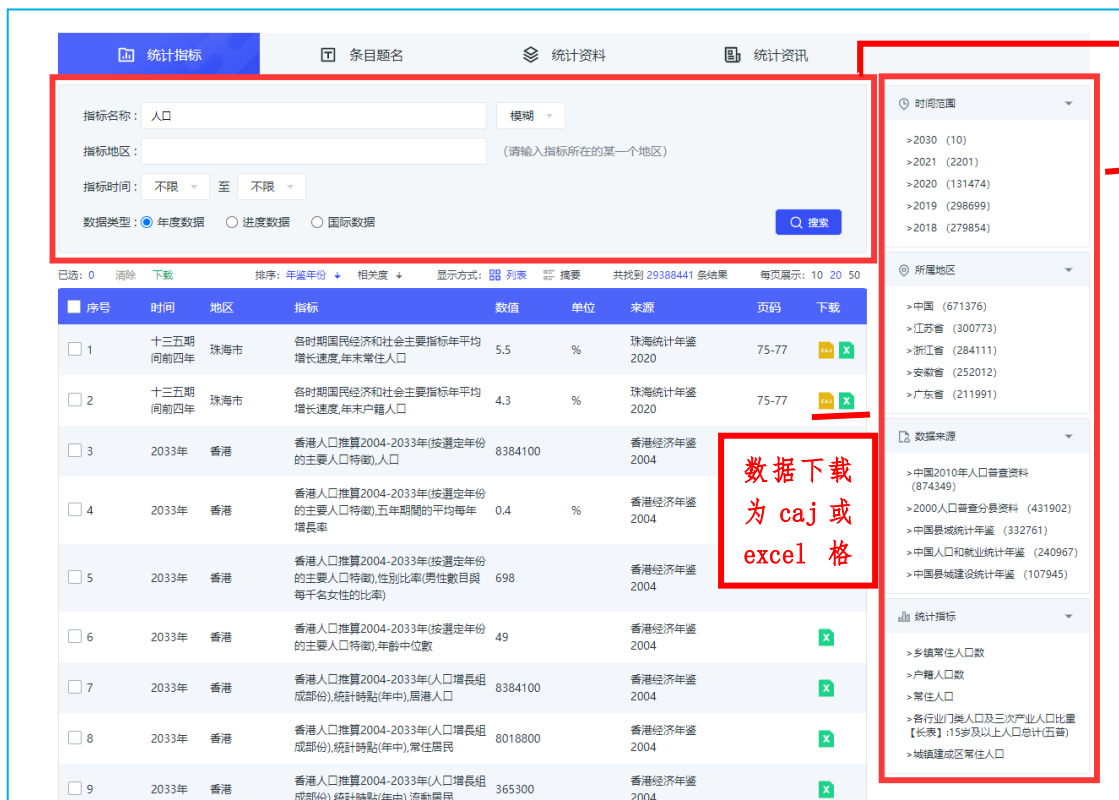 统计指标 条目题名 统计资料 统计资讯
指标名称： 人口 模糊
指标地区： （请输入指标所在的某一个地区）
指标时间： 不限 至 不限
数据类型： 年度数据 进度数据 国际数据 搜索
已选：0 清除 下载 排序：年鉴年份 相关度 显示方式： 列表 摘要 共找到 29388441 条结果 每页展示：10 20 50
序号 时间 地区 指标 数值 单位 来源 页码 下载
1 十三五期 珠海市 各时期国民经济和社会主要指标年平均 5.5 % 珠海统计年鉴 75-77
间前四年 增长速度,年末常住人口 2020
2 十三五期 珠海市 各时期国民经济和社会主要指标年平均 4.3 % 珠海统计年鉴 75-77
间前四年 增长速度,年末户籍人口 2020
3 2033年 香港 香港人口推算2004-2033年(按選定年份 8384100 香港经济年鉴
的主要人口特徵),人口 2004
4 2033年 香港 香港人口推算2004-2033年(按選定年份 0.4 % 香港经济年鉴
的主要人口特徵),五年期間的平均每年 2004
增長率
5 2033年 香港 香港人口推算2004-2033年(按選定年份 698 香港经济年鉴
的主要人口特徵),性別比率(男性數目與 2004
每千名女性的比率)
6 2033年 香港 香港人口推算2004-2033年(按選定年份 49 香港经济年鉴
的主要人口特徵),年齡中位數 2004
7 2033年 香港 香港人口推算2004-2033年(人口增長組 8384100 香港经济年鉴
成部份),統計時點(年中),居港人口 2004
8 2033年 香港 香港人口推算2004-2033年(人口增長組 8018800 香港经济年鉴
成部份),統計時點(年中),常住居民 2004
9 2033年 香港 香港人口推算2004-2033年(人口增長組 365300 香港经济年鉴
成部份),統計時點(年中),流動居民 2004
数据下载
为 caj 或
excel 格
时间范围
>2030 (10)
>2021 (2201)
>2020 (131474)
>2019 (298699)
>2018 (279854)
所属地区
>中国 (671376)
>江苏省 (300773)
>浙江省 (284111)
>安徽省 (252012)
>广东省 (211991)
数据来源
>中国2010年人口普查资料
(874349)
>2000人口普查分县资料 (431902)
>中国县域统计年鉴 (332761)
>中国人口和就业统计年鉴 (240967)
>中国县城建设统计年鉴 (107945)
统计指标
>乡镇常住人口数
>户籍人口数
>常住人口
>各行业门类人口及三次产业人口比重
【长表】:15岁及以上人口总计(五普)
>城镇建成区常住人口